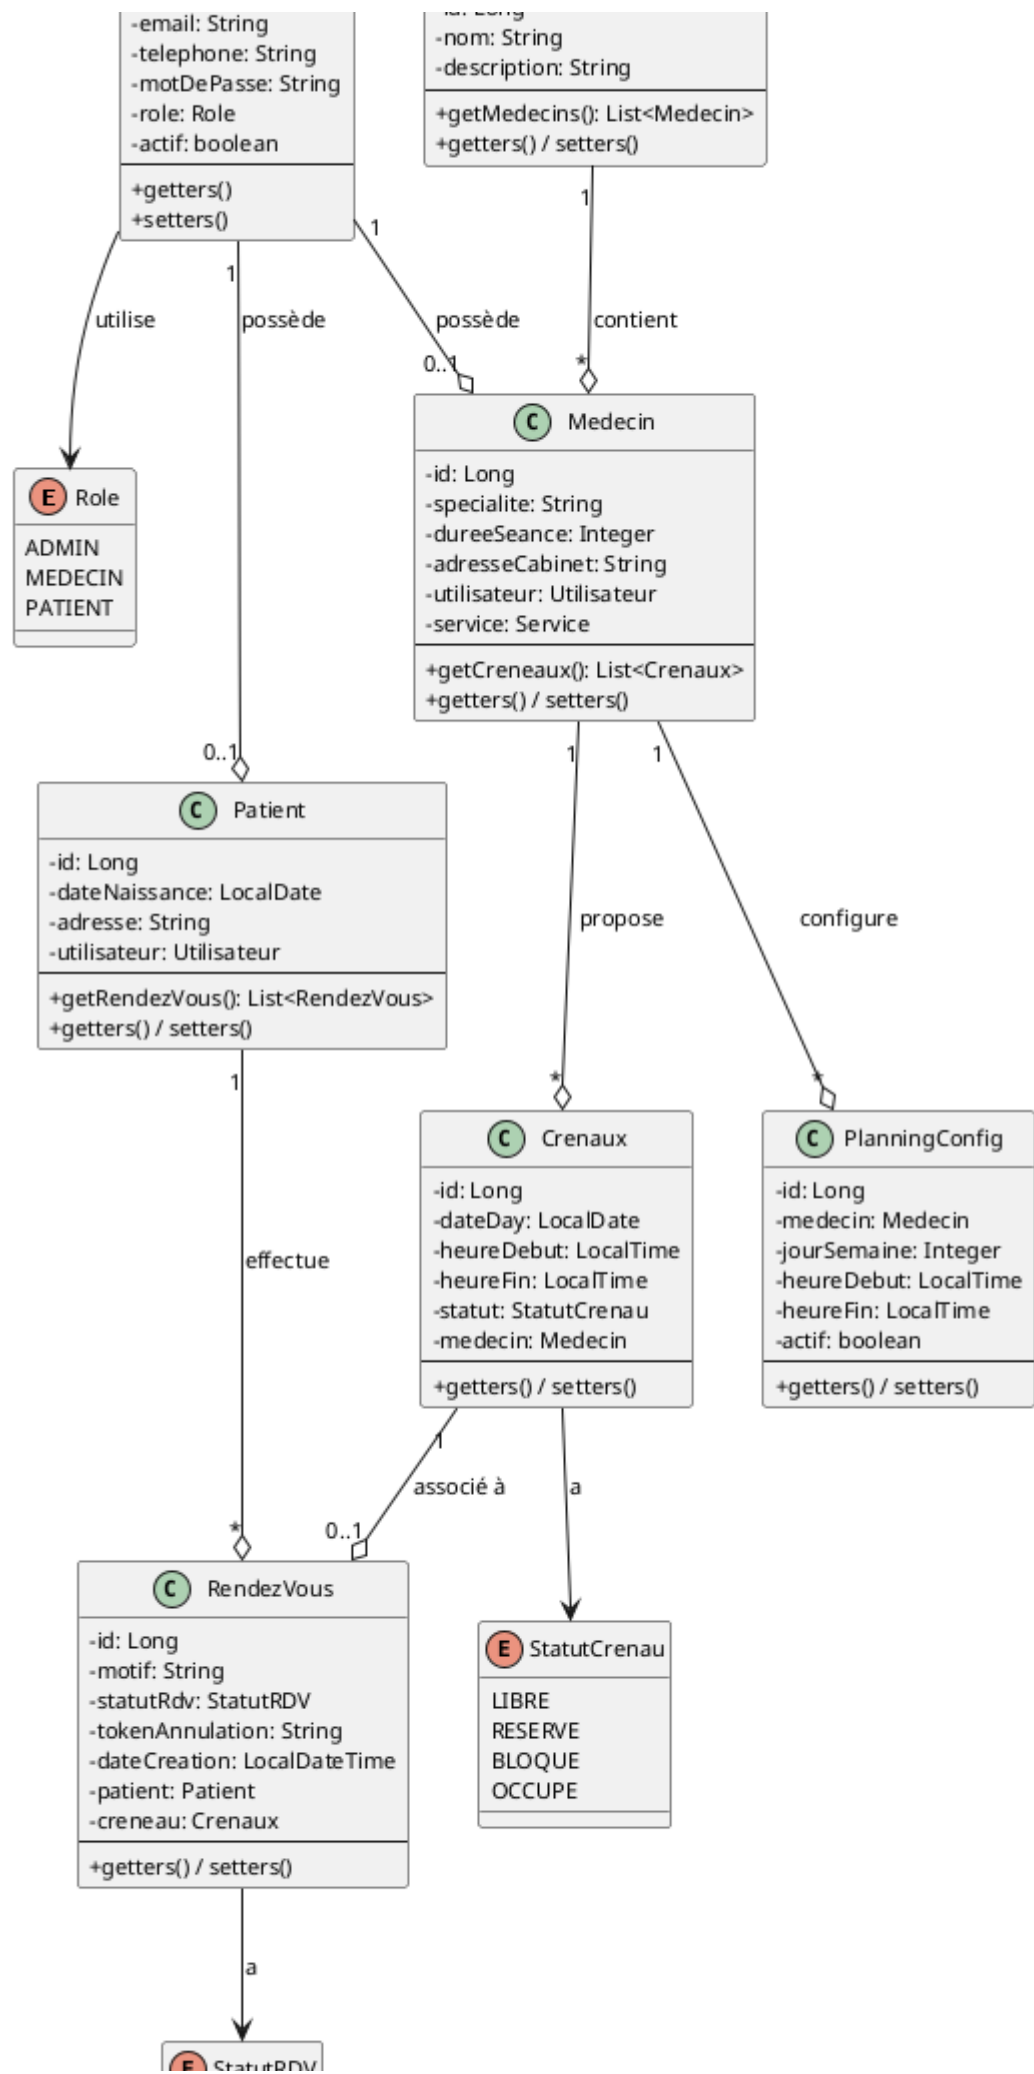 -email: String
-telephone: String
-motDePasse: String
-role: Role
-actif: boolean
+getters()
+setters()
-nom: String
-description: String
+getMedecins(): List<Medecin>
+getters() / setters()
1
1
1
utilise
possède
possède
contient
0..1
*
E Role
ADMIN
MEDECIN
PATIENT
C Medecin
-id: Long
-specialite: String
-dureeSeance: Integer
-adresseCabinet: String
-utilisateur: Utilisateur
-service: Service
+getCreneaux(): List<Crenaux>
+getters() / setters()
0..1
1
1
C Patient
-id: Long
-dateNaissance: LocalDate
-adresse: String
-utilisateur: Utilisateur
+getRendezVous(): List<RendezVous>
+getters() / setters()
propose
configure
1
*
*
C Crenaux
-id: Long
-dateDay: LocalDate
-heureDebut: LocalTime
-heureFin: LocalTime
-statut: StatutCrenau
-medecin: Medecin
+getters() / setters()
C PlanningConfig
-id: Long
-medecin: Medecin
-jourSemaine: Integer
-heureDebut: LocalTime
-heureFin: LocalTime
-actif: boolean
+getters() / setters()
effectue
1
associé à
a
*
0..1
C RendezVous
-id: Long
-motif: String
-statutRdv: StatutRDV
-tokenAnnulation: String
-dateCreation: LocalDateTime
-patient: Patient
-creneau: Crenaux
+getters() / setters()
E StatutCrenau
LIBRE
RESERVE
BLOQUE
OCCUPE
a
StatutRDV